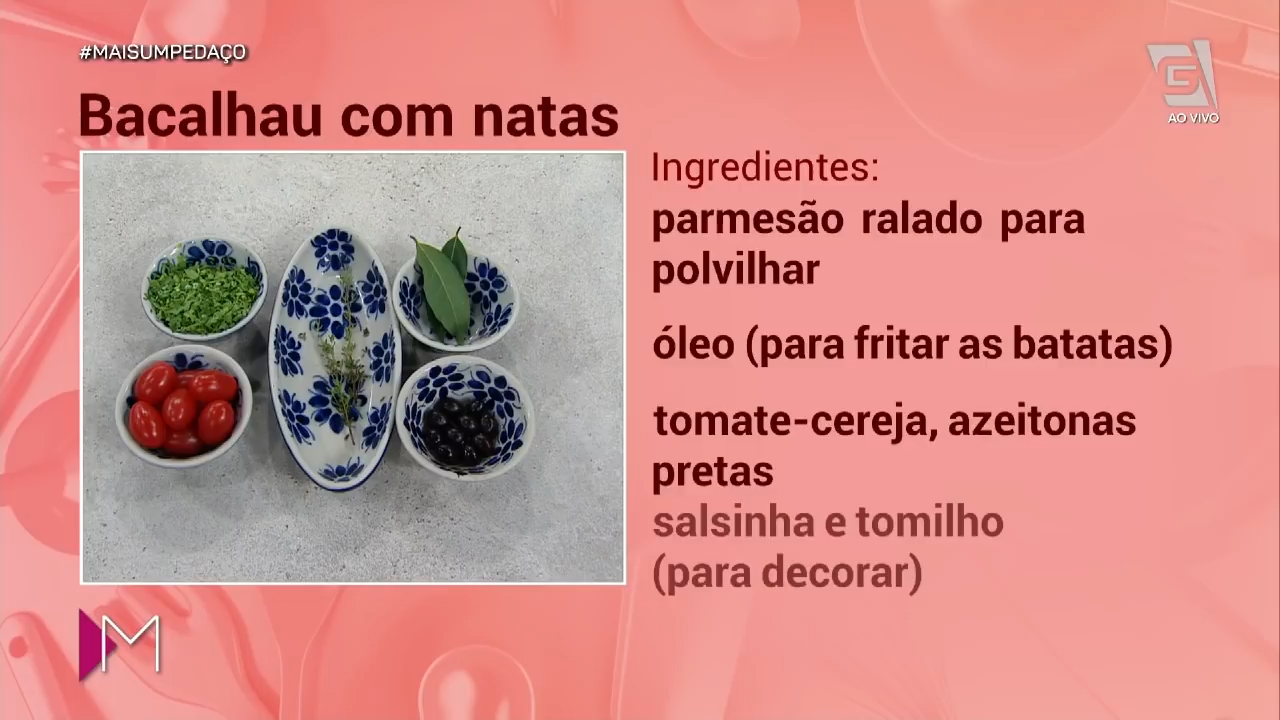 #MAISUMPEDAÇO
AO VIVO
Bacalhau com natas
Ingredientes:
parmesão ralado para
polvilhar
óleo (para fritar as batatas)
tomate-cereja, azeitonas
pretas
salsinha e tomilho
(para decorar)
M